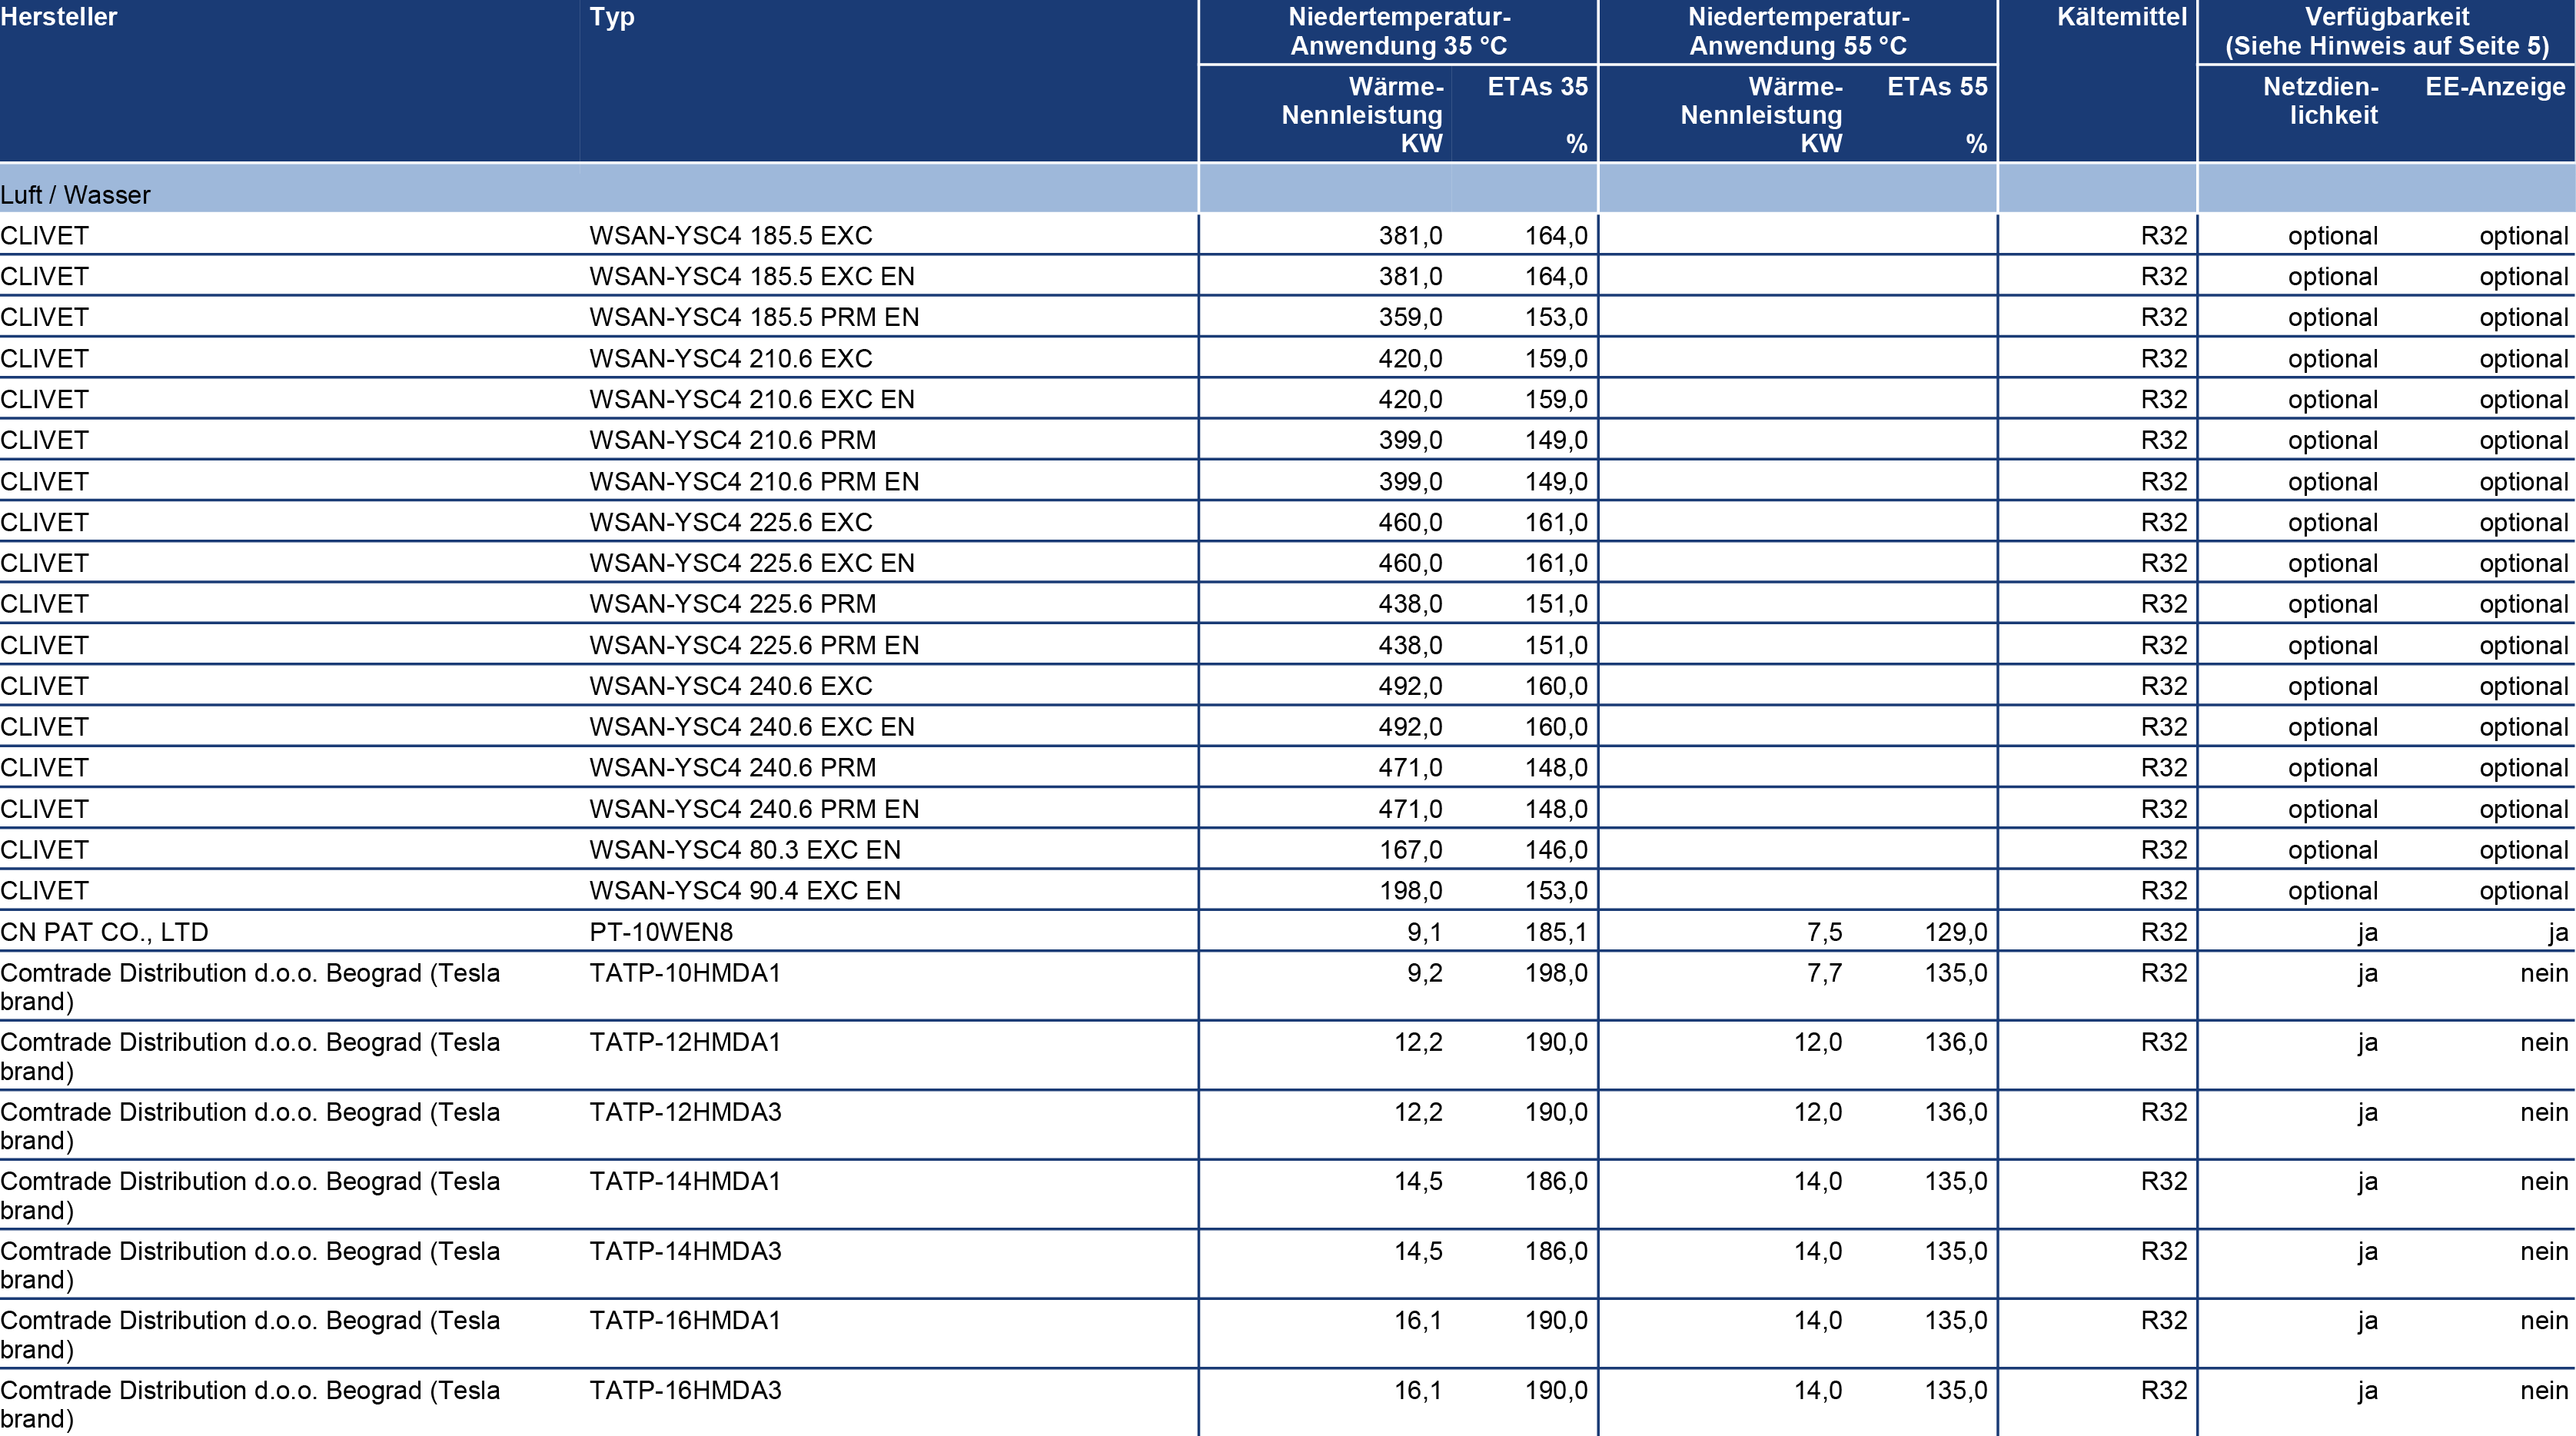 Hersteller Typ Niedertemperatur- Niedertemperatur- Kältemittel Verfügbarkeit
Anwendung 35 °C Anwendung 55 °C (Siehe Hinweis auf Seite 5)
Wärme- ETAs 35 Wärme- ETAs 55 Netzdien- EE-Anzeige
Nennleistung Nennleistung lichkeit
KW % KW %
Luft / Wasser
CLIVET WSAN-YSC4 185.5 EXC 381,0 164,0 R32 optional optional
CLIVET WSAN-YSC4 185.5 EXC EN 381,0 164,0 R32 optional optional
CLIVET WSAN-YSC4 185.5 PRM EN 359,0 153,0 R32 optional optional
CLIVET WSAN-YSC4 210.6 EXC 420,0 159,0 R32 optional optional
CLIVET WSAN-YSC4 210.6 EXC EN 420,0 159,0 R32 optional optional
CLIVET WSAN-YSC4 210.6 PRM 399,0 149,0 R32 optional optional
CLIVET WSAN-YSC4 210.6 PRM EN 399,0 149,0 R32 optional optional
CLIVET WSAN-YSC4 225.6 EXC 460,0 161,0 R32 optional optional
CLIVET WSAN-YSC4 225.6 EXC EN 460,0 161,0 R32 optional optional
CLIVET WSAN-YSC4 225.6 PRM 438,0 151,0 R32 optional optional
CLIVET WSAN-YSC4 225.6 PRM EN 438,0 151,0 R32 optional optional
CLIVET WSAN-YSC4 240.6 EXC 492,0 160,0 R32 optional optional
CLIVET WSAN-YSC4 240.6 EXC EN 492,0 160,0 R32 optional optional
CLIVET WSAN-YSC4 240.6 PRM 471,0 148,0 R32 optional optional
CLIVET WSAN-YSC4 240.6 PRM EN 471,0 148,0 R32 optional optional
CLIVET WSAN-YSC4 80.3 EXC EN 167,0 146,0 R32 optional optional
CLIVET WSAN-YSC4 90.4 EXC EN 198,0 153,0 R32 optional optional
CN PAT CO., LTD PT-10WEN8 9,1 185,1 7,5 129,0 R32 ja ja
Comtrade Distribution d.o.o. Beograd (Tesla TATP-10HMDA1 9,2 198,0 7,7 135,0 R32 ja nein
brand)
Comtrade Distribution d.o.o. Beograd (Tesla TATP-12HMDA1 12,2 190,0 12,0 136,0 R32 ja nein
brand)
Comtrade Distribution d.o.o. Beograd (Tesla TATP-12HMDA3 12,2 190,0 12,0 136,0 R32 ja nein
brand)
Comtrade Distribution d.o.o. Beograd (Tesla TATP-14HMDA1 14,5 186,0 14,0 135,0 R32 ja nein
brand)
Comtrade Distribution d.o.o. Beograd (Tesla TATP-14HMDA3 14,5 186,0 14,0 135,0 R32 ja nein
brand)
Comtrade Distribution d.o.o. Beograd (Tesla TATP-16HMDA1 16,1 190,0 14,0 135,0 R32 ja nein
brand)
Comtrade Distribution d.o.o. Beograd (Tesla TATP-16HMDA3 16,1 190,0 14,0 135,0 R32 ja nein
brand)